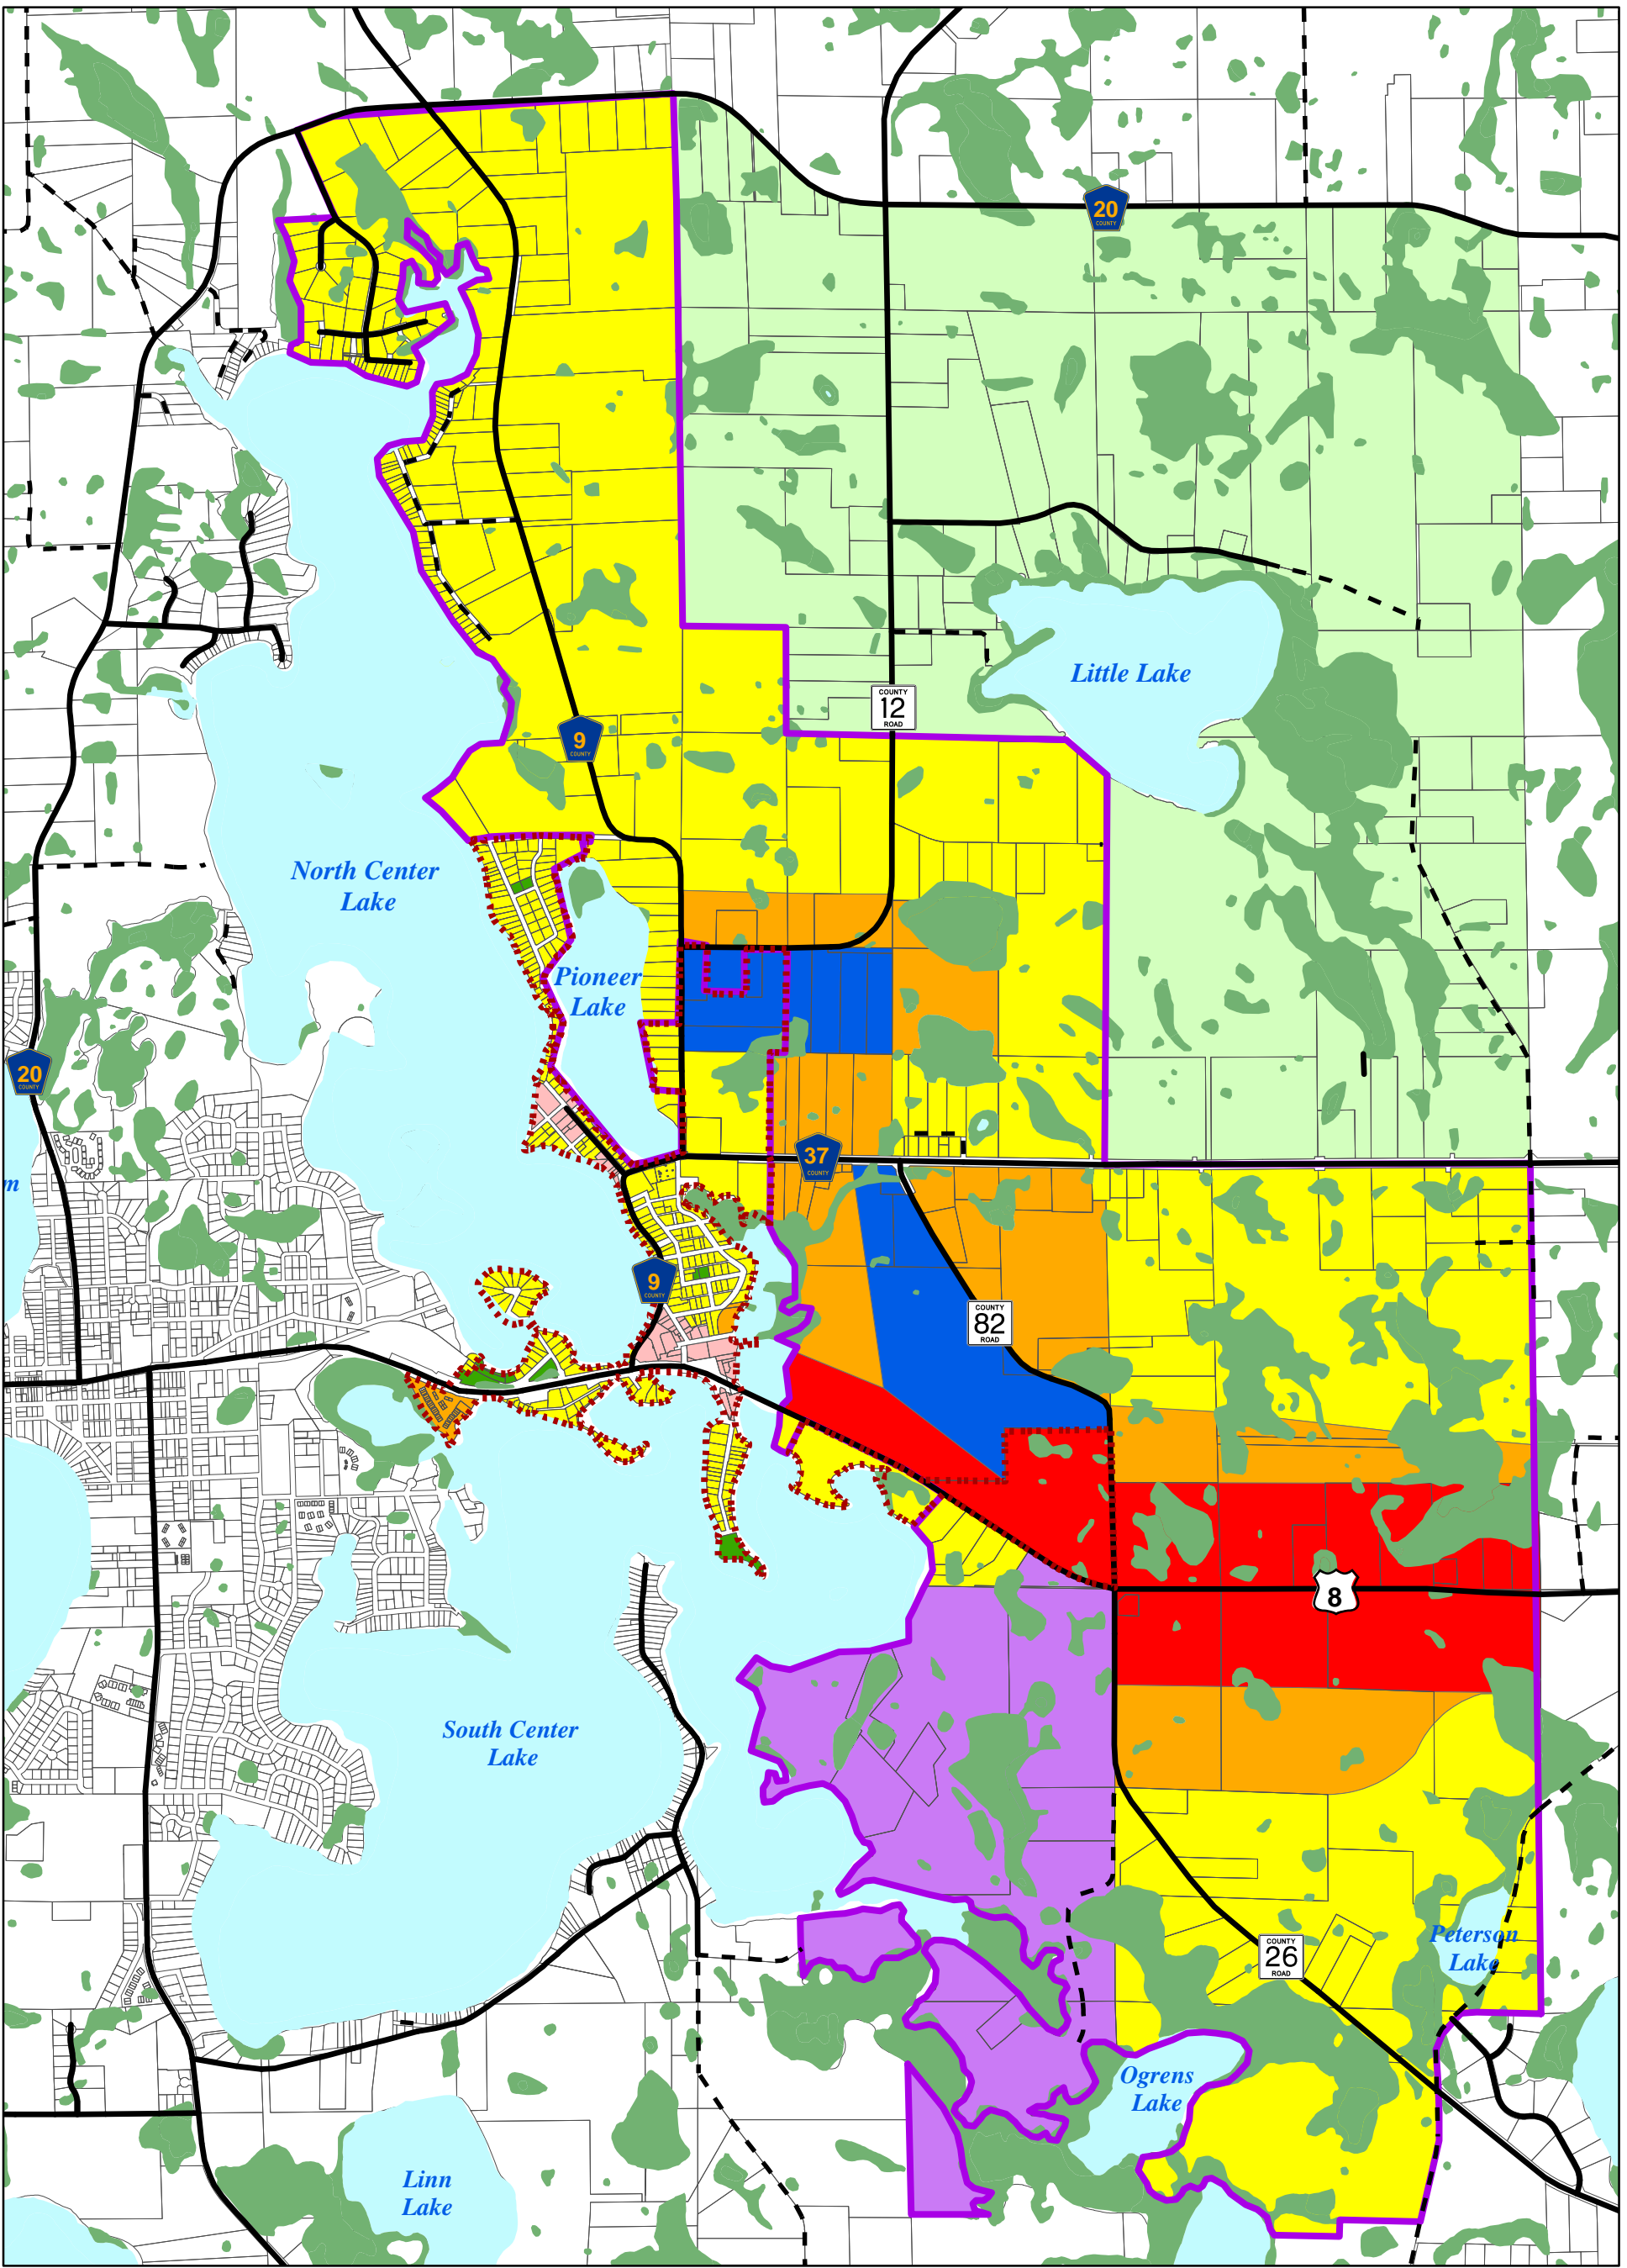 20
COUNTY
Little Lake
COUNTY
12
ROAD
9
COUNTY
North Center
Lake
Pioneer
Lake
20
COUNTY
37
COUNTY
m
9
COUNTY
COUNTY
82
ROAD
8
South Center
Lake
COUNTY
26
ROAD
Peterson
Lake
Ogrens
Lake
Linn
Lake